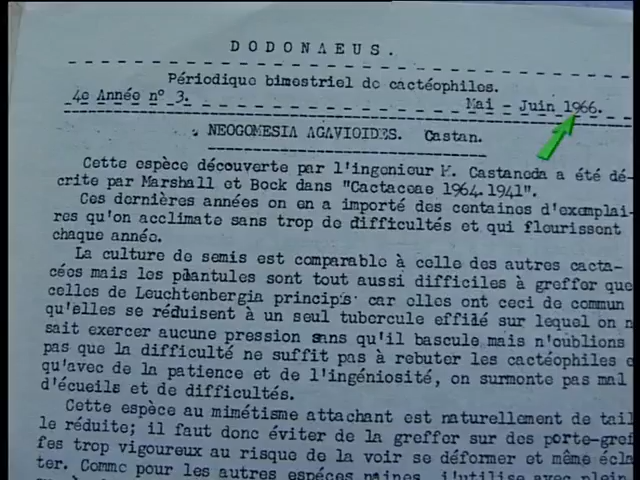 DODONAEUS.
Périodique bimestriel de cactéophiles.
4e Année n° 3. Mai - Juin 1966.
NEOGOMESIA AGAVIOIDES. Castan.
Cette espèce découverte par l'ingenieur M. Castaneda a été dé-
crite par Marshall et Bock dans "Cactaceae 1964.1941".
Ces dernières années on en a importé des centaines d'exemplai-
res qu'on acclimate sans trop de difficultés et qui fleurissent
chaque année.
La culture de semis est comparable à celle des autres cacta-
cées mais les plantules sont tout aussi difficiles à greffer que
celles de Leuchtenbergia principis car elles ont ceci de commun
qu'elles se réduisent à un seul tubercule effilé sur lequel on n
sait exercer aucune pression sans qu'il bascule mais n'oublions
pas que la difficulté ne suffit pas à rebuter les cactéophiles e
qu'avec de la patience et de l'ingéniosité, on surmonte pas mal
d'écueils et de difficultés.
Cette espèce au mimétisme attachant est naturellement de tail
le réduite; il faut donc éviter de la greffer sur des porte-gref
fes trop vigoureux au risque de la voir se déformer et même écla
ter. Comme pour les autres espéces naines, j'utilise avec plein